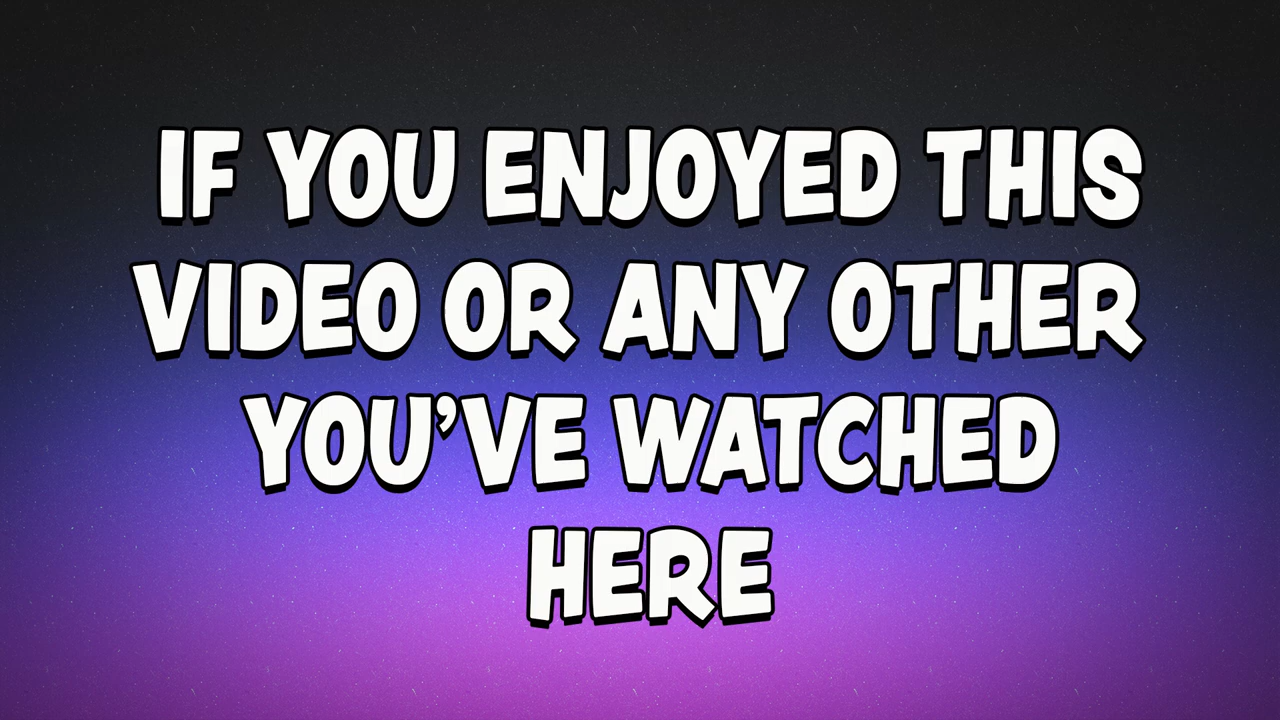 IF YOU ENJOYED THIS
VIDEO OR ANY OTHER
YOU’VE WATCHED
HERE